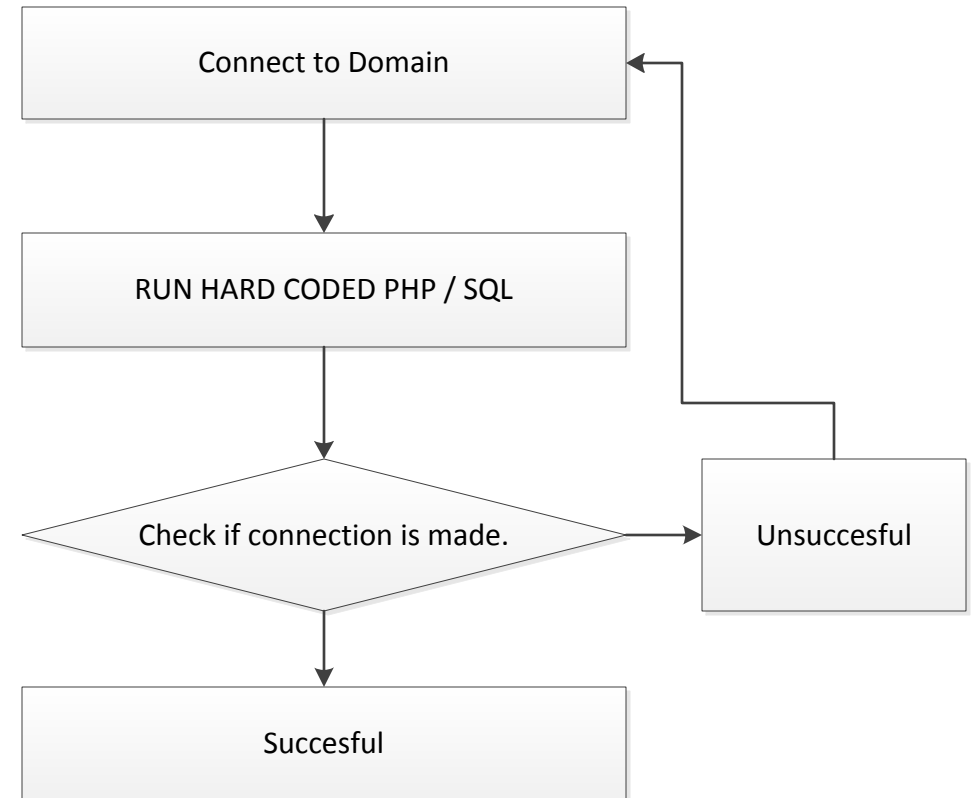 Connect to Domain
RUN HARD CODED PHP / SQL
Check if connection is made.
Unsuccesful
Succesful